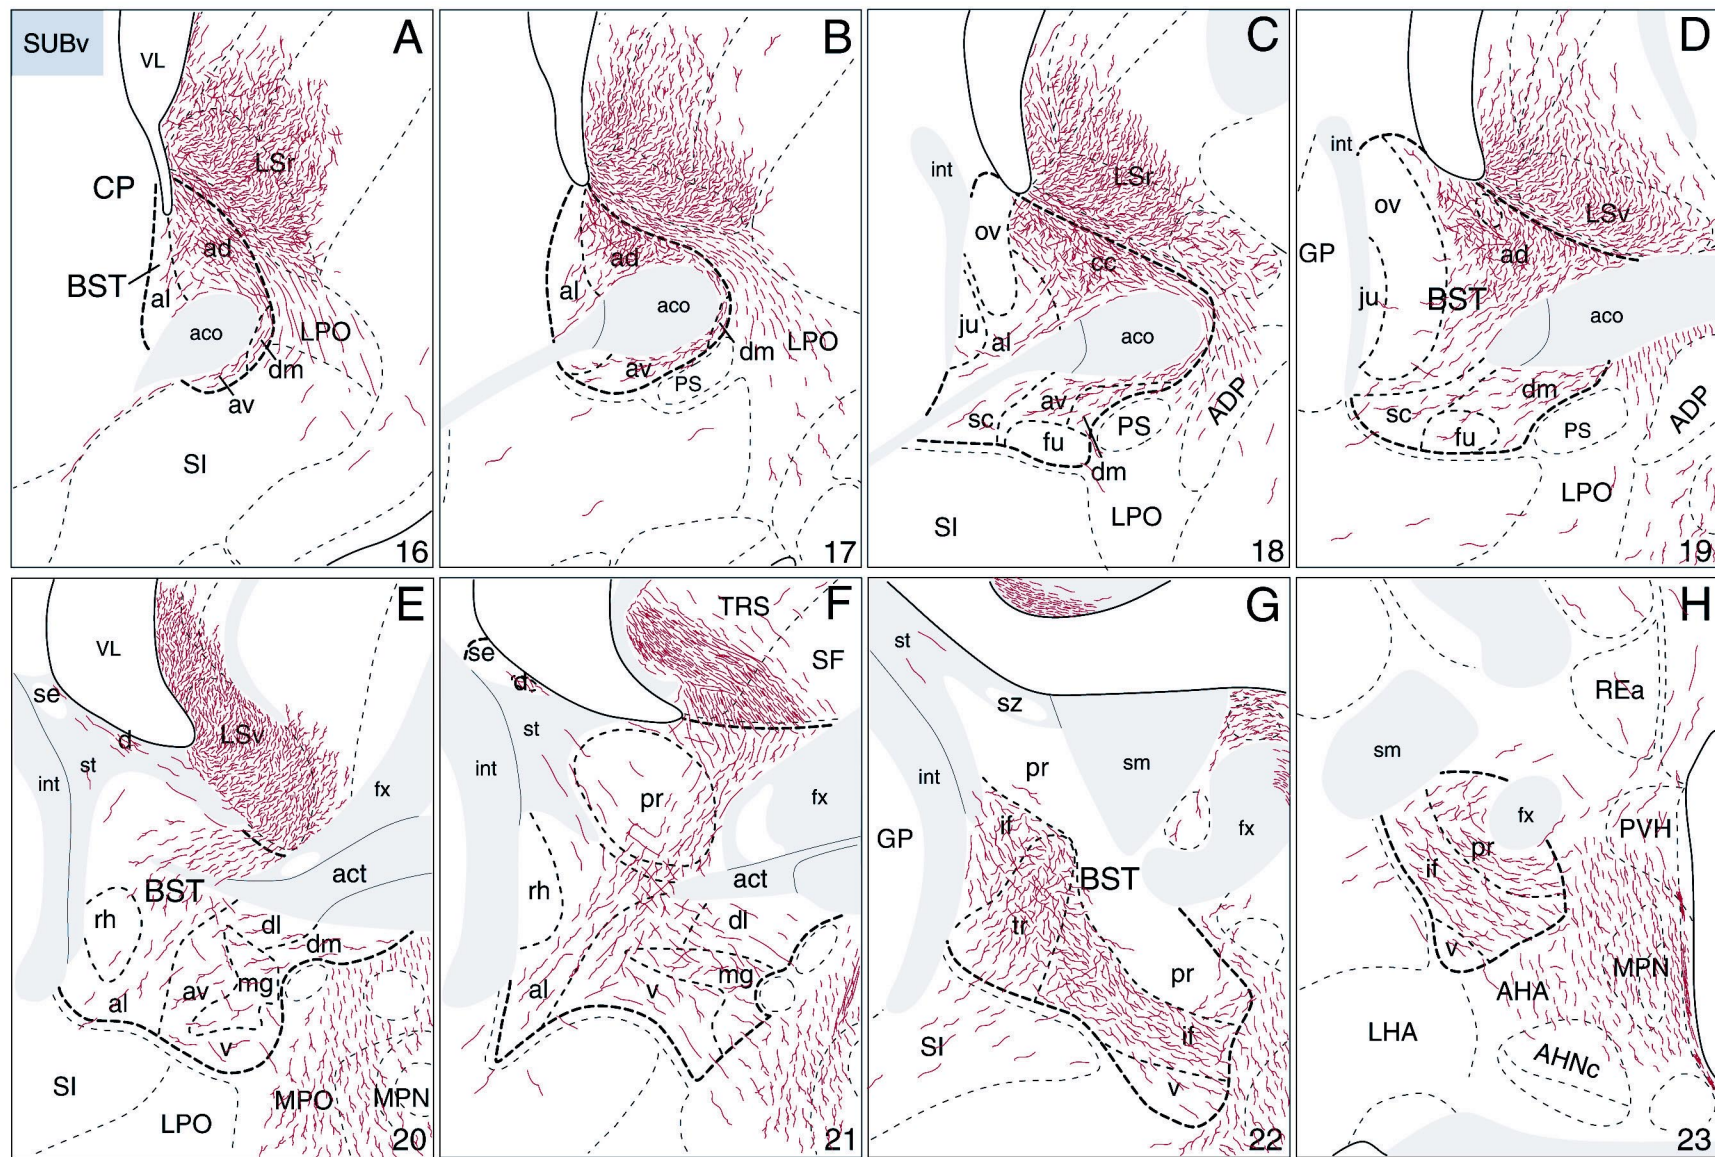 SUBv
A
VL
LSr
CP
ad
BST
al
aco
LPO
dm
av
SI
16
B
ad
al
aco
LPO
dm
av
PS
17
C
int
LSr
ov
cc
ju
al
aco
ADP
av
sc
PS
fu
dm
SI
LPO
18
D
int
ov
LSv
GP
ad
ju
BST
aco
dm
sc
fu
PS
ADP
LPO
19
E
VL
se
LSv
d
st
int
fx
act
BST
rh
dl
dm
mg
al
av
v
SI
MPO
MPN
LPO
20
F
TRS
se
SF
d
st
int
pr
fx
act
rh
dl
mg
al
v
21
G
st
sz
sm
pr
int
if
fx
GP
BST
tr
pr
if
SI
v
22
H
REa
sm
fx
PVH
pr
if
v
MPN
AHA
LHA
AHNc
23